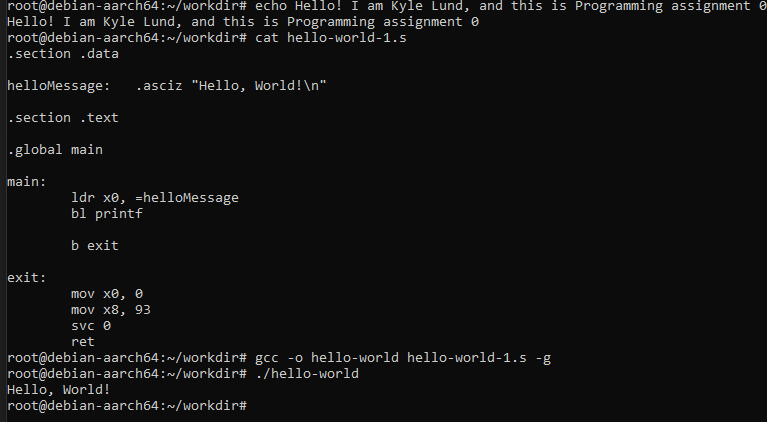 root@debian-aarch64:~/workdir# echo Hello! I am Kyle Lund, and this is Programming assignment 0
Hello! I am Kyle Lund, and this is Programming assignment 0
root@debian-aarch64:~/workdir# cat hello-world-1.s
.section .data
helloMessage:   .asciz "Hello, World!\n"
.section .text
.global main
main:
        ldr x0, =helloMessage
        bl printf
        b exit
exit:
        mov x0, 0
        mov x8, 93
        svc 0
        ret
root@debian-aarch64:~/workdir# gcc -o hello-world hello-world-1.s -g
root@debian-aarch64:~/workdir# ./hello-world
Hello, World!
root@debian-aarch64:~/workdir#